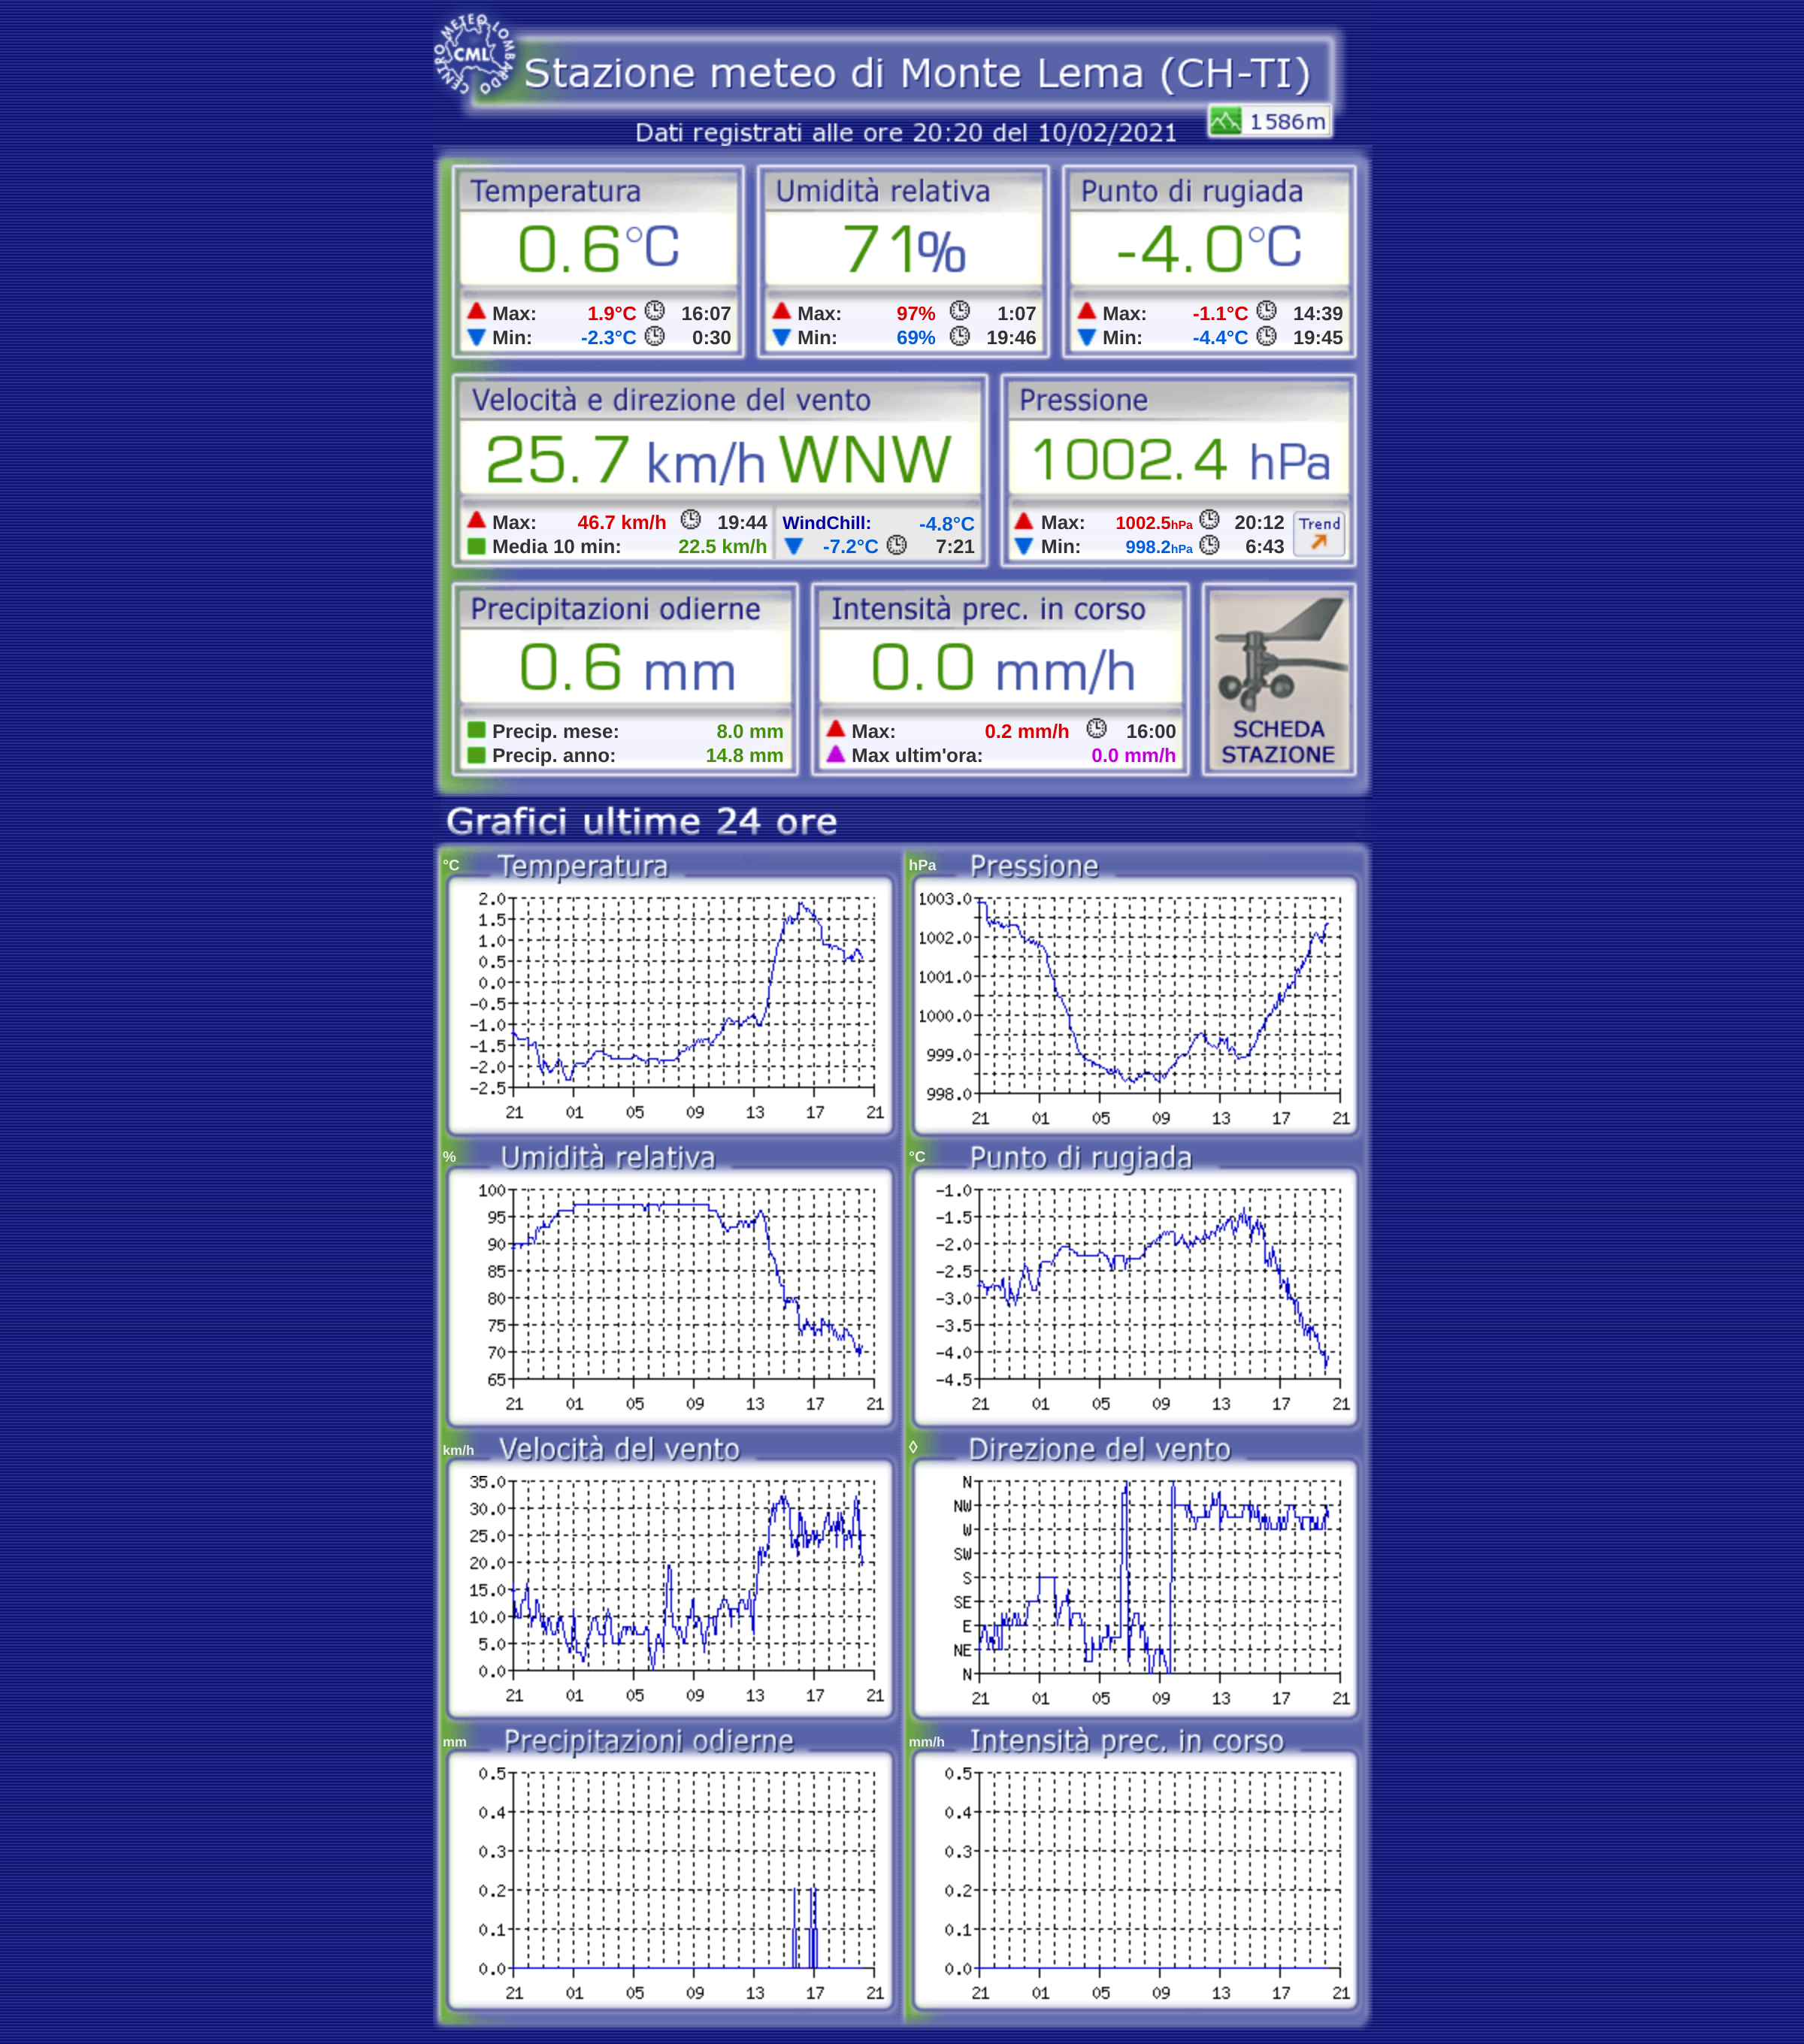 CENTRO METEO LOMBARDO
CML
Stazione meteo di Monte Lema (CH-TI)
1586m
Dati registrati alle ore 20:20 del 10/02/2021
Temperatura Umidità relativa Punto di rugiada
0.6°C 71% -4.0°C
Max: 1.9°C 16:07 Max: 97% 1:07 Max: -1.1°C 14:39
Min: -2.3°C 0:30 Min: 69% 19:46 Min: -4.4°C 19:45
Velocità e direzione del vento Pressione
25.7 km/h WNW 1002.4 hPa
Max: 46.7 km/h 19:44 WindChill: -4.8°C Max: 1002.5hPa 20:12 Trend
Media 10 min: 22.5 km/h -7.2°C 7:21 Min: 998.2hPa 6:43
Precipitazioni odierne Intensità prec. in corso
0.6 mm 0.0 mm/h
Precip. mese: 8.0 mm Max: 0.2 mm/h 16:00 SCHEDA
Precip. anno: 14.8 mm Max ultim'ora: 0.0 mm/h STAZIONE
Grafici ultime 24 ore
°C Temperatura
2.0
1.5
1.0
0.5
0.0
-0.5
-1.0
-1.5
-2.0
-2.5
21 01 05 09 13 17 21
hPa Pressione
1003.0
1002.0
1001.0
1000.0
999.0
998.0
21 01 05 09 13 17 21
% Umidità relativa
100
95
90
85
80
75
70
65
21 01 05 09 13 17 21
°C Punto di rugiada
-1.0
-1.5
-2.0
-2.5
-3.0
-3.5
-4.0
-4.5
21 01 05 09 13 17 21
km/h Velocità del vento
35.0
30.0
25.0
20.0
15.0
10.0
5.0
0.0
21 01 05 09 13 17 21
◊ Direzione del vento
N
NW
W
SW
S
SE
E
NE
N
21 01 05 09 13 17 21
mm Precipitazioni odierne
0.5
0.4
0.3
0.2
0.1
0.0
21 01 05 09 13 17 21
mm/h Intensità prec. in corso
0.5
0.4
0.3
0.2
0.1
0.0
21 01 05 09 13 17 21